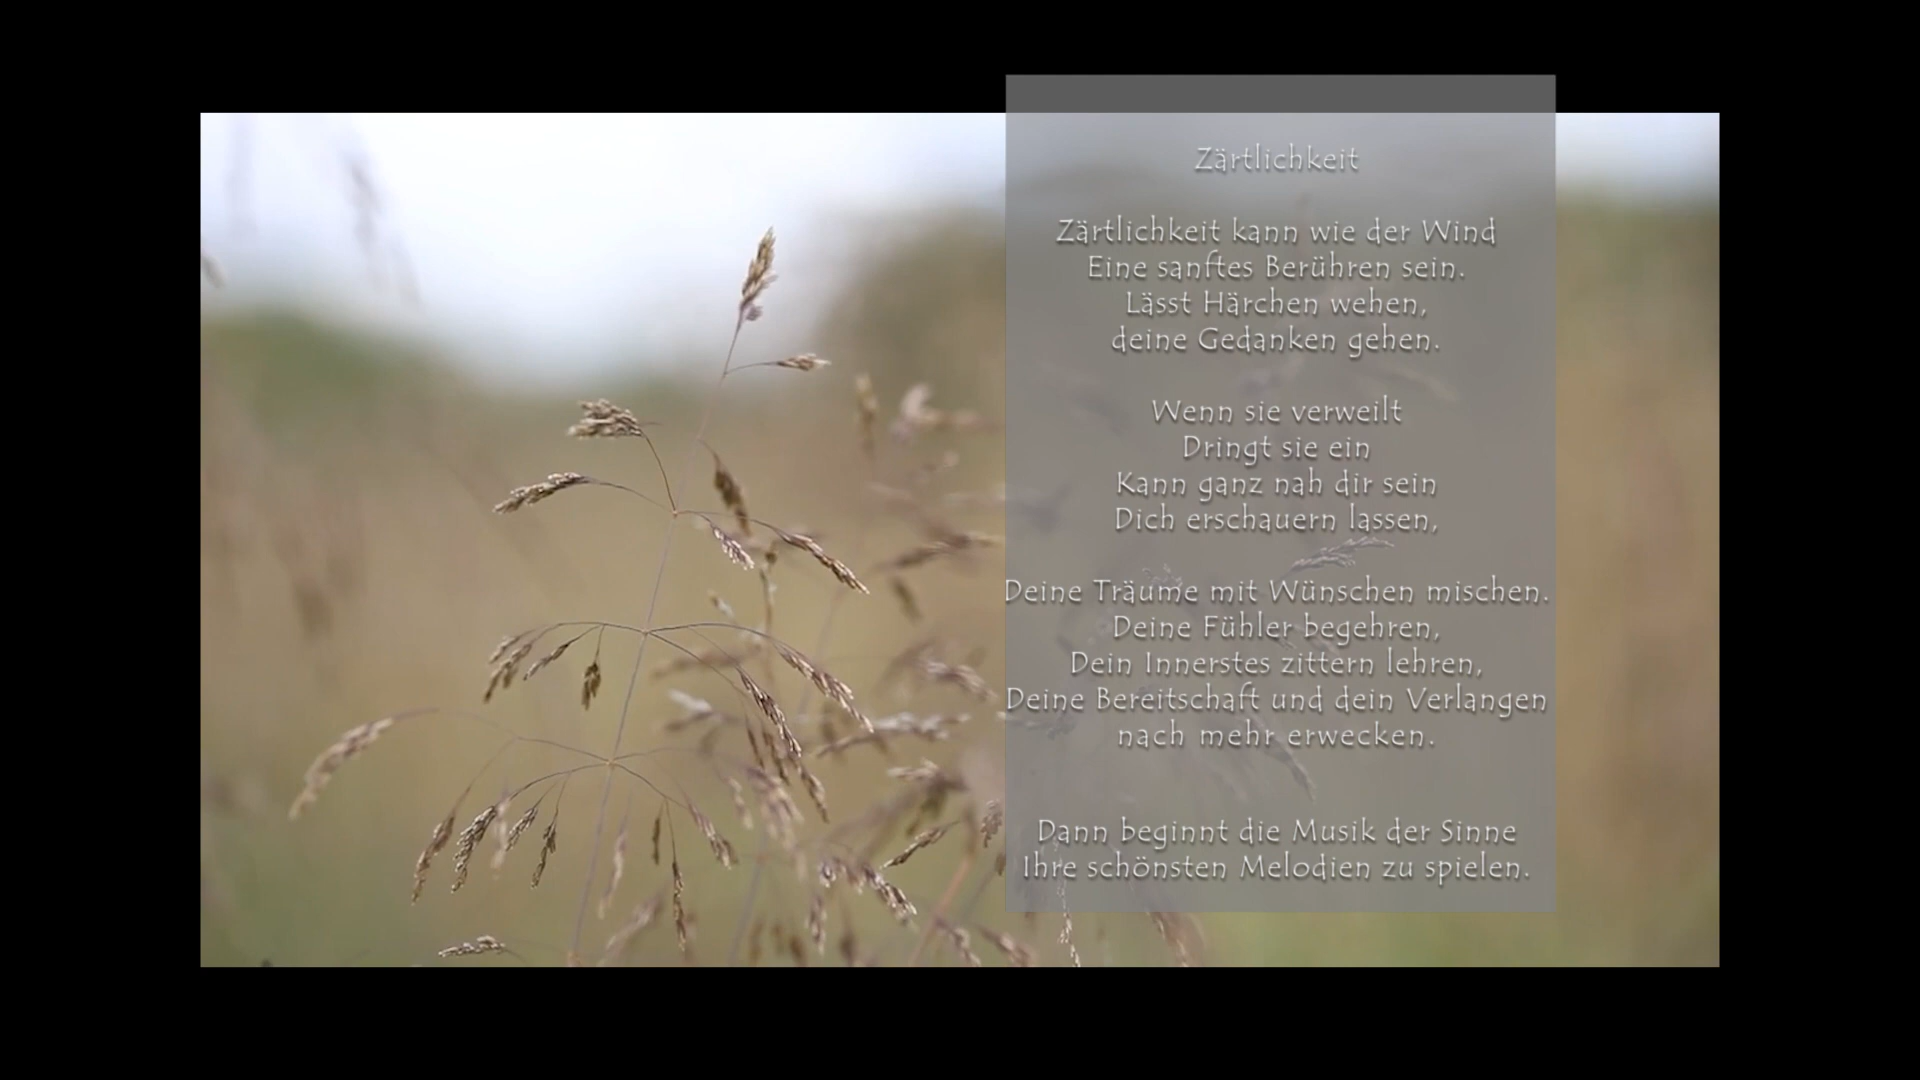 Zärtlichkeit
Zärtlichkeit kann wie der Wind
Eine sanftes Berühren sein.
Lässt Härchen wehen,
deine Gedanken gehen.
Wenn sie verweilt
Dringt sie ein
Kann ganz nah dir sein
Dich erschauern lassen,
Deine Träume mit Wünschen mischen.
Deine Fühler begehren,
Dein Innerstes zittern lehren,
Deine Bereitschaft und dein Verlangen
nach mehr erwecken.
Dann beginnt die Musik der Sinne
Ihre schönsten Melodien zu spielen.